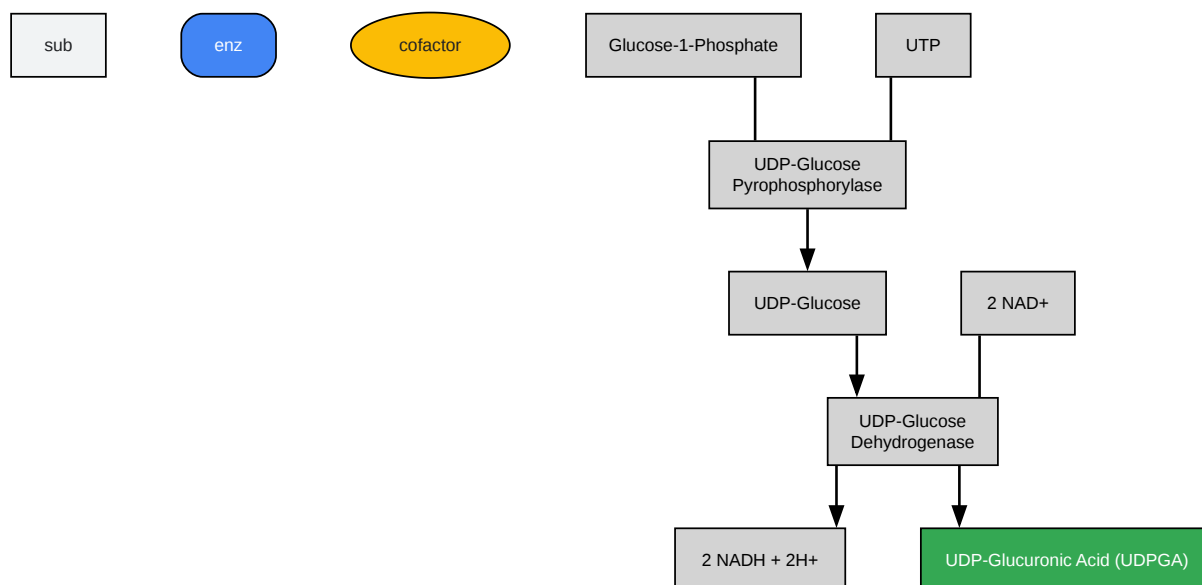 sub
enz
cofactor
Glucose-1-Phosphate
UTP
UDP-Glucose
Pyrophosphorylase
UDP-Glucose
2 NAD+
UDP-Glucose
Dehydrogenase
2 NADH + 2H+
UDP-Glucuronic Acid (UDPGA)